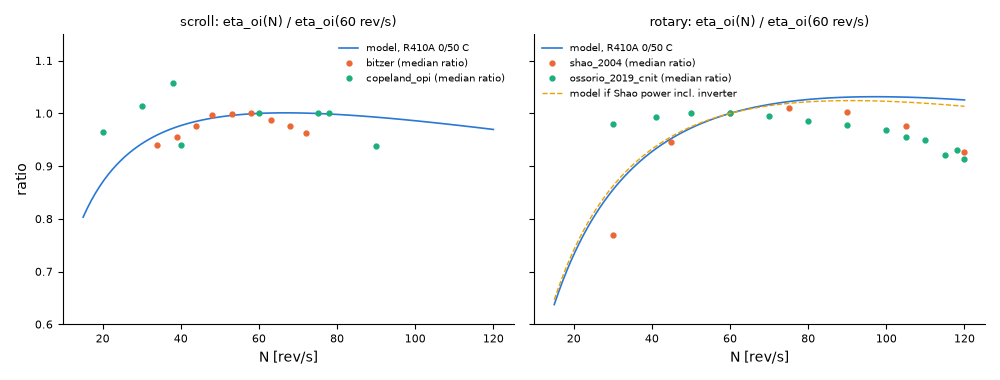 scroll: eta_oi(N) / eta_oi(60 rev/s)
model, R410A 0/50 C
bitzer (median ratio)
copeland_opi (median ratio)
1.1
1.0
0.9
0.8
0.7
0.6
ratio
20 40 60 80 100 120
N [rev/s]
rotary: eta_oi(N) / eta_oi(60 rev/s)
model, R410A 0/50 C
shao_2004 (median ratio)
ossorio_2019_cnit (median ratio)
model if Shao power incl. inverter
20 40 60 80 100 120
N [rev/s]